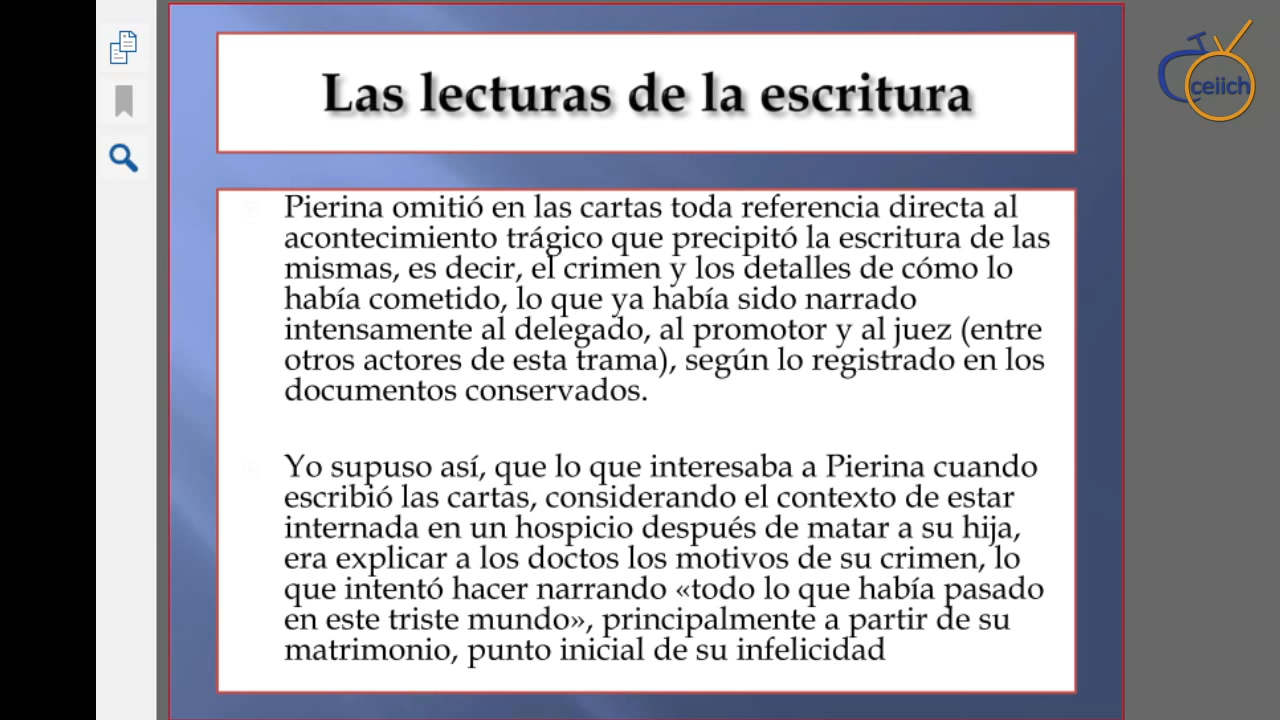 Las lecturas de la escritura
TV
ceiich
Pierina omitió en las cartas toda referencia directa al
acontecimiento trágico que precipitó la escritura de las
mismas, es decir, el crimen y los detalles de cómo lo
había cometido, lo que ya había sido narrado
intensamente al delegado, al promotor y al juez (entre
otros actores de esta trama), según lo registrado en los
documentos conservados.
Yo supuso así, que lo que interesaba a Pierina cuando
escribió las cartas, considerando el contexto de estar
internada en un hospicio después de matar a su hija,
era explicar a los doctos los motivos de su crimen, lo
que intentó hacer narrando «todo lo que había pasado
en este triste mundo», principalmente a partir de su
matrimonio, punto inicial de su infelicidad